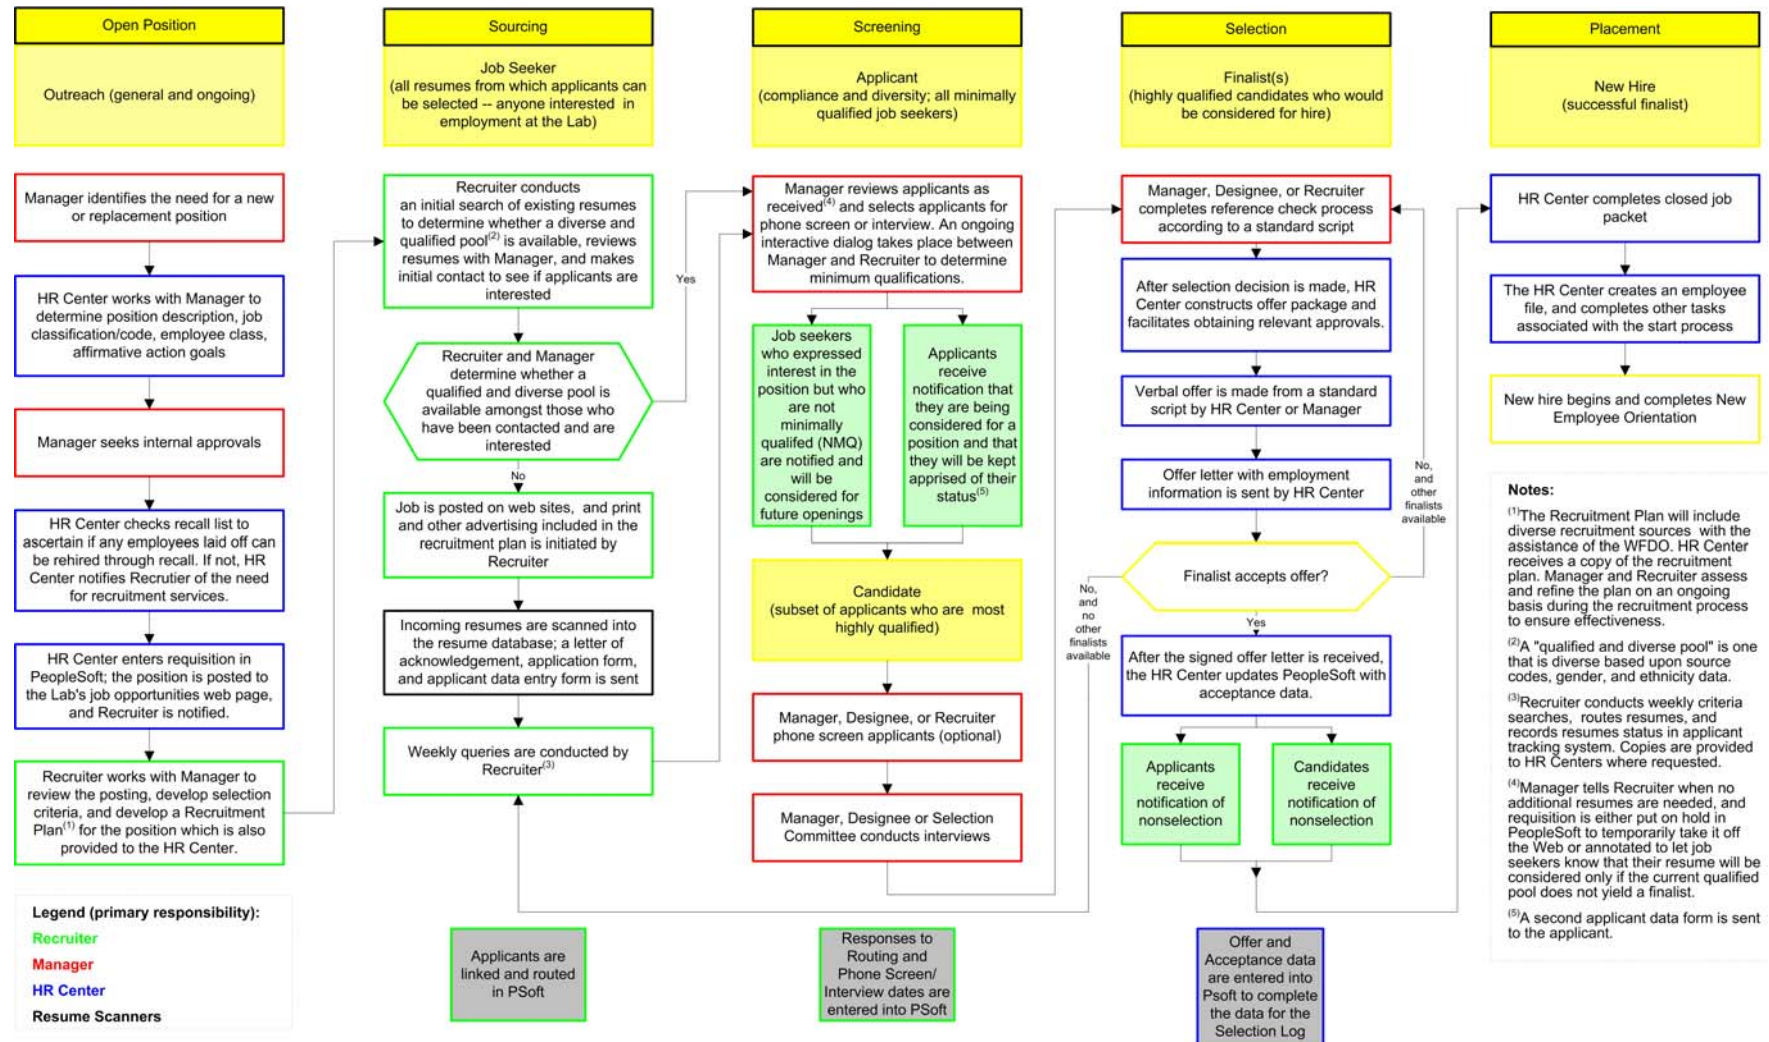 Open Position
Outreach (general and ongoing)
Manager identifies the need for a new
or replacement position
HR Center works with Manager to
determine position description, job
classification/code, employee class,
affirmative action goals
Manager seeks internal approvals
HR Center checks recall list to
ascertain if any employees laid off can
be rehired through recall. If not, HR
Center notifies Recrutier of the need
for recruitment services.
HR Center enters requisition in
PeopleSoft; the position is posted to
the Lab's job opportunities web page,
and Recruiter is notified.
Recruiter works with Manager to
review the posting, develop selection
criteria, and develop a Recruitment
Plan(1) for the position which is also
provided to the HR Center.
Legend (primary responsibility):
Recruiter
Manager
HR Center
Resume Scanners
Sourcing
Job Seeker
(all resumes from which applicants can
be selected -- anyone interested in
employment at the Lab)
Recruiter conducts
an initial search of existing resumes
to determine whether a diverse and
qualified pool(2) is available, reviews
resumes with Manager, and makes
initial contact to see if applicants are
interested
Recruiter and Manager
determine whether a
qualified and diverse pool is
available amongst those who
have been contacted and are
interested
Yes
No
Job is posted on web sites, and print
and other advertising included in the
recruitment plan is initiated by
Recruiter
Incoming resumes are scanned into
the resume database; a letter of
acknowledgement, application form,
and applicant data entry form is sent
Weekly queries are conducted by
Recruiter(3)
Applicants are
linked and routed
in PSoft
Screening
Applicant
(compliance and diversity; all minimally
qualified job seekers)
Manager reviews applicants as
received(4) and selects applicants for
phone screen or interview. An ongoing
interactive dialog takes place between
Manager and Recruiter to determine
minimum qualifications.
Job seekers
who expressed
interest in the
position but who
are not
minimally
qualifed (NMQ)
are notified and
will be
considered for
future openings
Applicants
receive
notification that
they are being
considered for a
position and that
they will be kept
apprised of their
status(5)
Candidate
(subset of applicants who are most
highly qualified)
Manager, Designee, or Recruiter
phone screen applicants (optional)
Manager, Designee or Selection
Committee conducts interviews
Responses to
Routing and
Phone Screen/
Interview dates are
entered into PSoft
Selection
Finalist(s)
(highly qualified candidates who would
be considered for hire)
Manager, Designee, or Recruiter
completes reference check process
according to a standard script
After selection decision is made, HR
Center constructs offer package and
facilitates obtaining relevant approvals.
Verbal offer is made from a standard
script by HR Center or Manager
Offer letter with employment
information is sent by HR Center
Finalist accepts offer?
No,
and
no
other
finalists
available
No,
and
other
finalists
available
Yes
After the signed offer letter is received,
the HR Center updates PeopleSoft with
acceptance data.
Applicants
receive
notification of
nonselection
Candidates
receive
notification of
nonselection
Offer and
Acceptance data
are entered into
Psoft to complete
the data for the
Selection Log
Placement
New Hire
(successful finalist)
HR Center completes closed job
packet
The HR Center creates an employee
file, and completes other tasks
associated with the start process
New hire begins and completes New
Employee Orientation
Notes:
(1)The Recruitment Plan will include
diverse recruitment sources with the
assistance of the WFDO. HR Center
receives a copy of the recruitment
plan. Manager and Recruiter assess
and refine the plan on an ongoing
basis during the recruitment process
to ensure effectiveness.
(2)A "qualified and diverse pool" is one
that is diverse based upon source
codes, gender, and ethnicity data.
(3)Recruiter conducts weekly criteria
searches, routes resumes, and
records resumes status in applicant
tracking system. Copies are provided
to HR Centers where requested.
(4)Manager tells Recruiter when no
additional resumes are needed, and
requisition is either put on hold in
PeopleSoft to temporarily take it off
the Web or annotated to let job
seekers know that their resume will be
considered only if the current qualified
pool does not yield a finalist.
(5)A second applicant data form is sent
to the applicant.